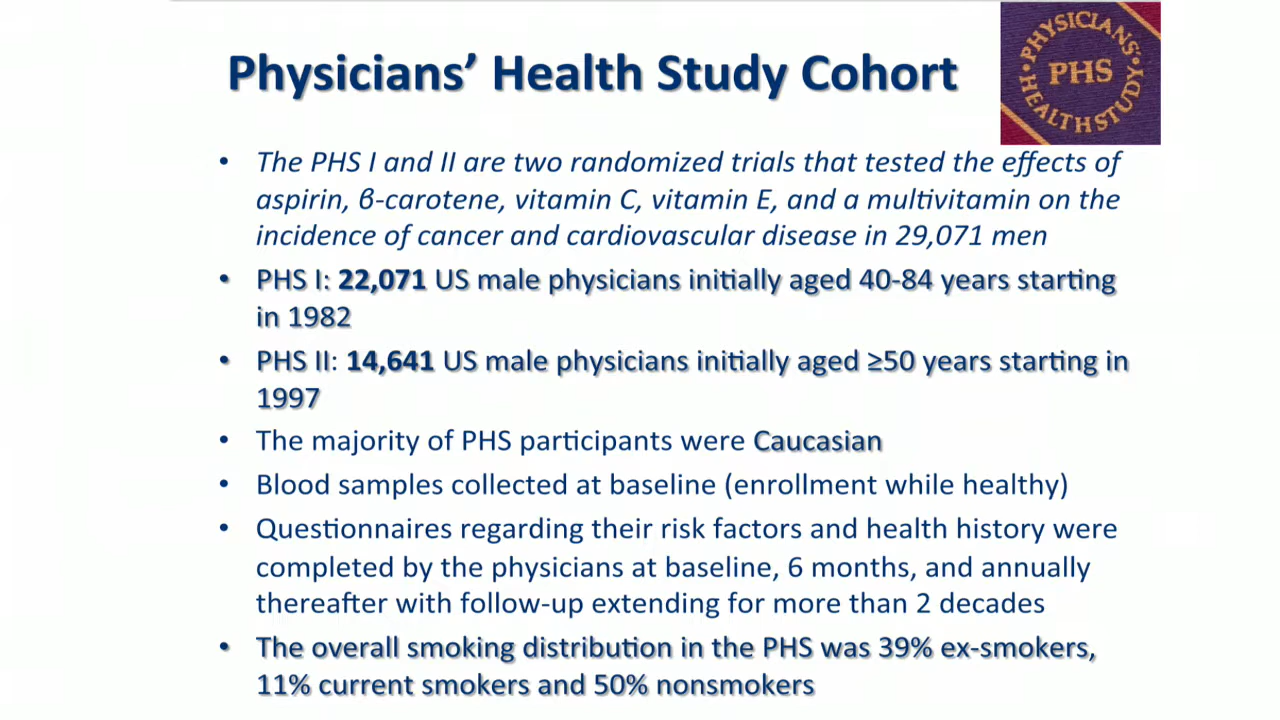 Physicians’ Health Study Cohort
• PHYSICIANS’ •
PHS
HEALTH STUDY
• The PHS I and II are two randomized trials that tested the effects of
aspirin, β-carotene, vitamin C, vitamin E, and a multivitamin on the
incidence of cancer and cardiovascular disease in 29,071 men
• PHS I: 22,071 US male physicians initially aged 40-84 years starting
in 1982
• PHS II: 14,641 US male physicians initially aged ≥50 years starting in
1997
• The majority of PHS participants were Caucasian
• Blood samples collected at baseline (enrollment while healthy)
• Questionnaires regarding their risk factors and health history were
completed by the physicians at baseline, 6 months, and annually
thereafter with follow-up extending for more than 2 decades
• The overall smoking distribution in the PHS was 39% ex-smokers,
11% current smokers and 50% nonsmokers